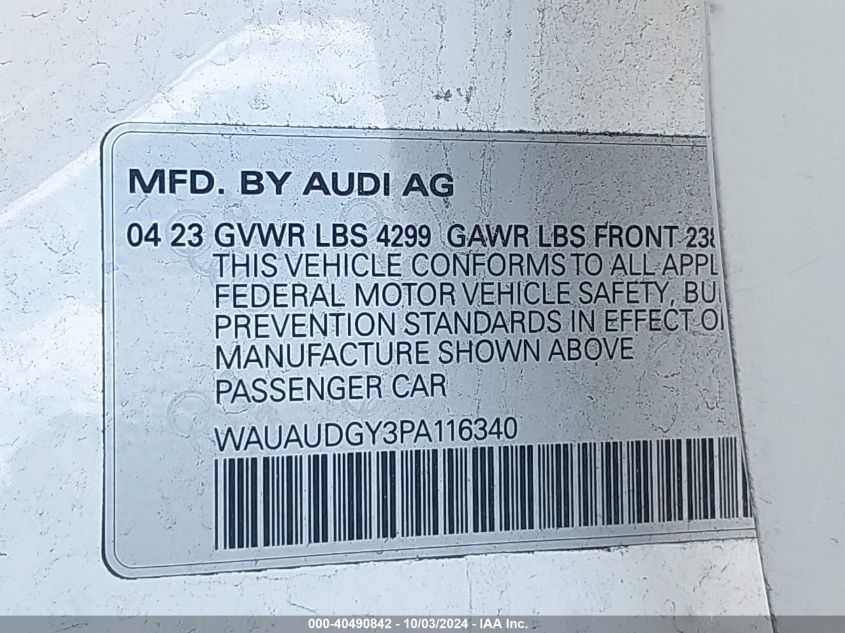 MFD. BY AUDI AG
04 23 GVWR LBS 4299 GAWR LBS FRONT
THIS VEHICLE CONFORMS TO ALL APPL
FEDERAL MOTOR VEHICLE SAFETY, BU
PREVENTION STANDARDS IN EFFECT O
MANUFACTURE SHOWN ABOVE
PASSENGER CAR
WAUAUDGY3PA116340
000-40490842 - 10/03/2024 - IAA Inc.